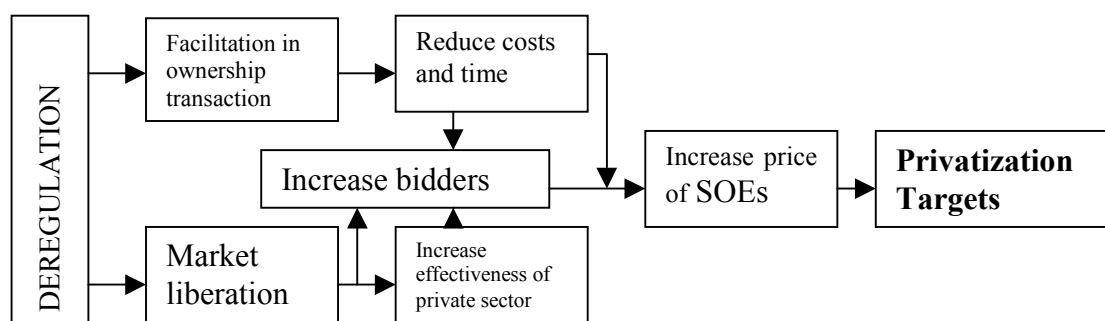 DEREGULATION
Facilitation in
ownership
transaction
Reduce costs
and time
Increase bidders
Increase price
of SOEs
Privatization
Targets
Market
liberation
Increase
effectiveness of
private sector